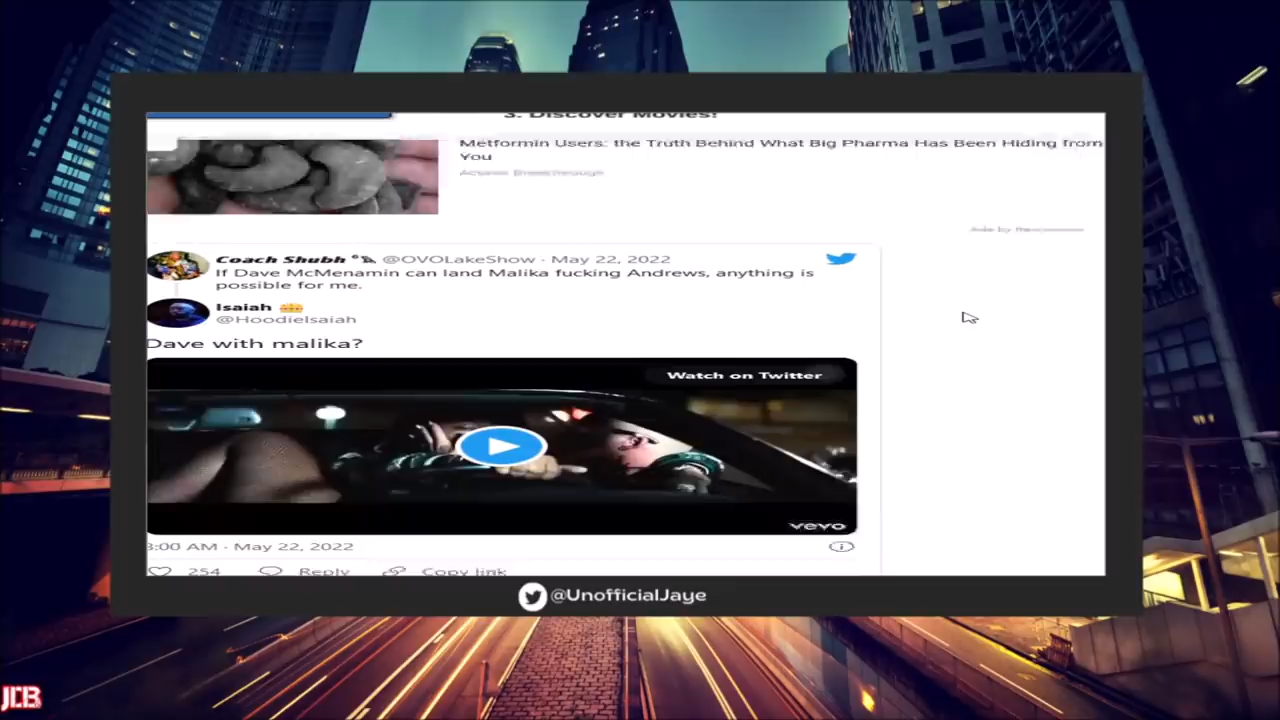 3. Discover Movies!
Metformin Users: the Truth Behind What Big Pharma Has Been Hiding from
You
Coach Shubh @OVOLakeShow · May 22, 2022
If Dave McMenamin can land Malika fucking Andrews, anything is
possible for me.
Isaiah
@HoodieIsaiah
Dave with malika?
Watch on Twitter
vevo
8:00 AM · May 22, 2022
254 Reply Copy link
@UnofficialJaye
JCB